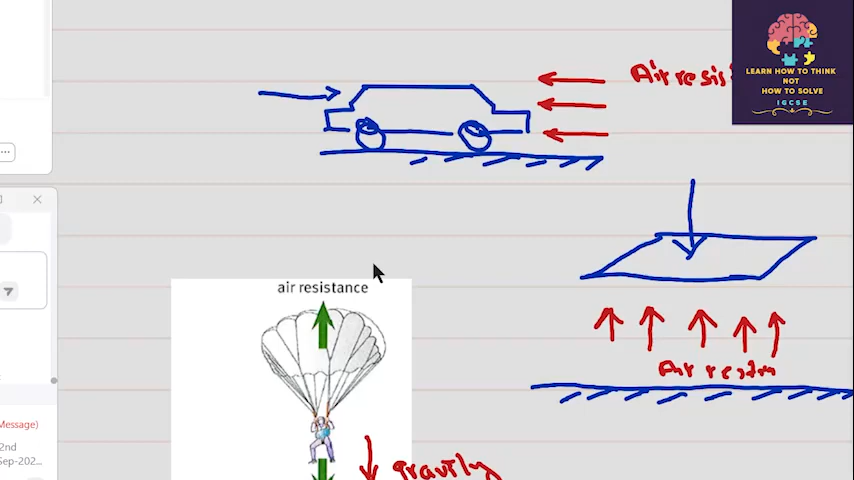 LEARN HOW TO THINK
NOT
HOW TO SOLVE
IGCSE
Air resis
air resistance
Air resistn
gravity
Message)
2nd
Sep-202...